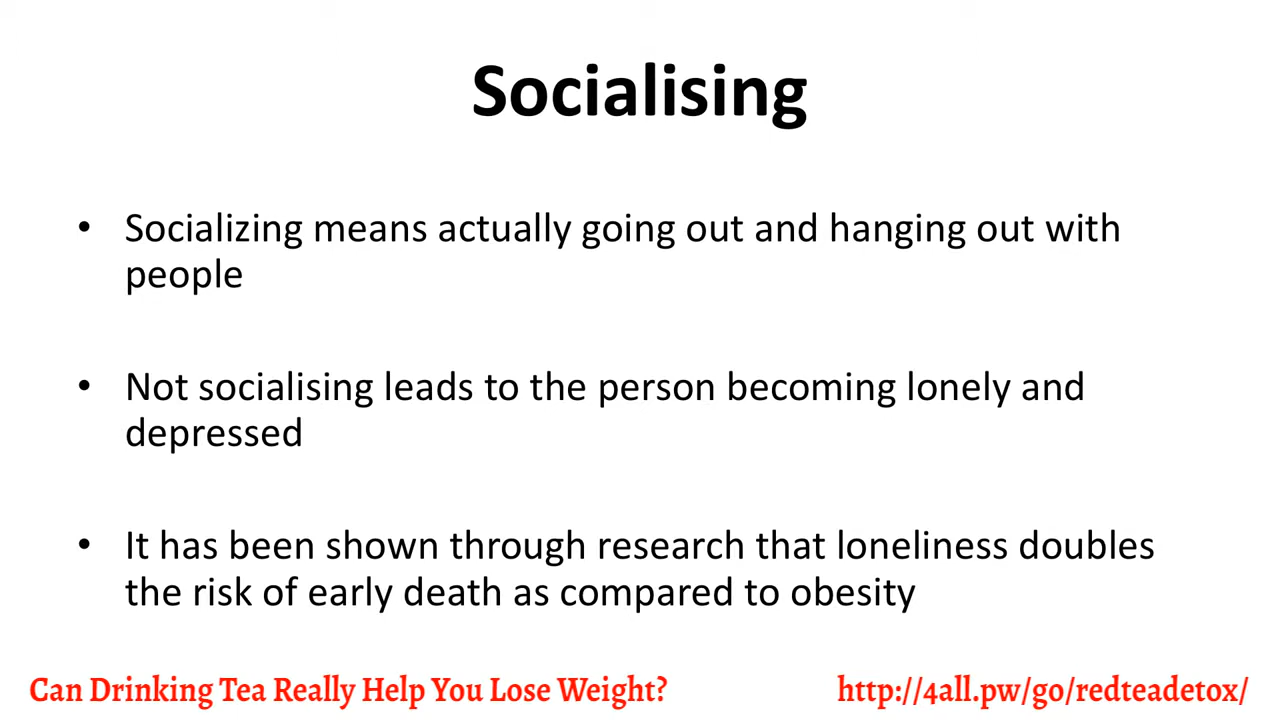 Socialising
• Socializing means actually going out and hanging out with
people
• Not socialising leads to the person becoming lonely and
depressed
• It has been shown through research that loneliness doubles
the risk of early death as compared to obesity
Can Drinking Tea Really Help You Lose Weight? http://4all.pw/go/redteadetox/